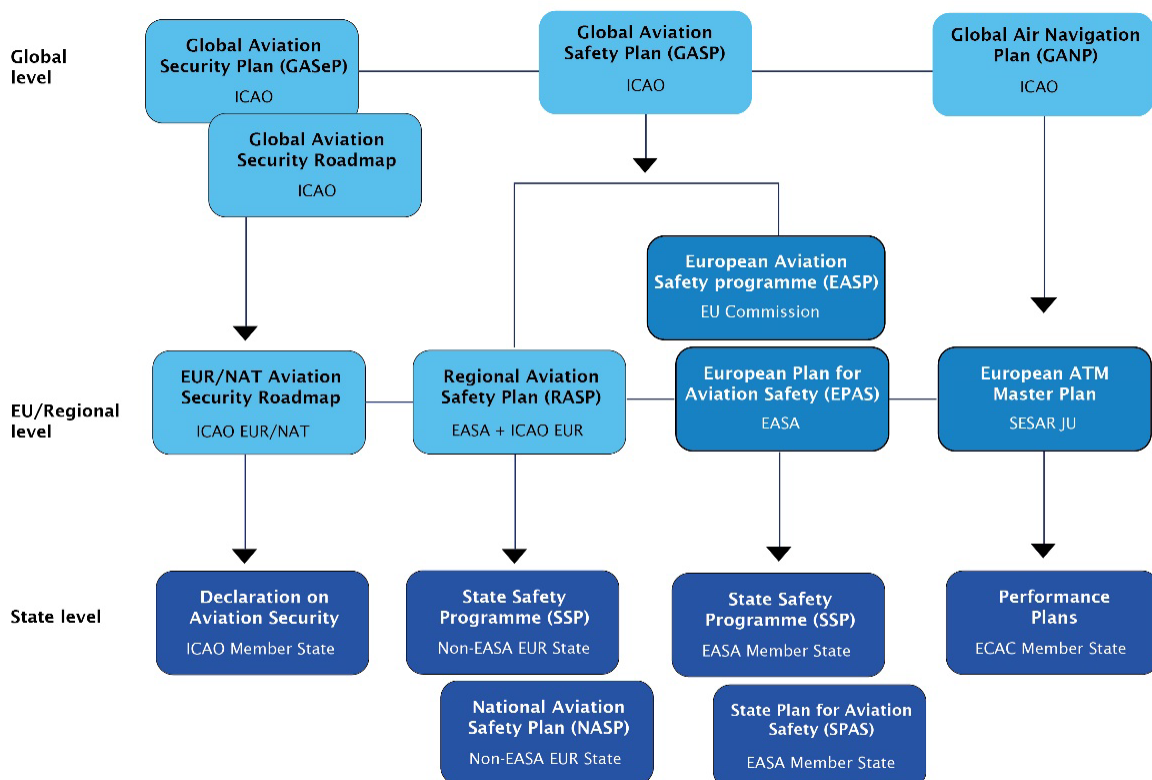 Global
level
Global Aviation
Security Plan (GASeP)
ICAO
Global Aviation
Security Roadmap
ICAO
Global Aviation
Safety Plan (GASP)
ICAO
Global Air Navigation
Plan (GANP)
ICAO
European Aviation
Safety programme (EASP)
EU Commission
EU/Regional
level
EUR/NAT Aviation
Security Roadmap
ICAO EUR/NAT
Regional Aviation
Safety Plan (RASP)
EASA + ICAO EUR
European Plan for
Aviation Safety (EPAS)
EASA
European ATM
Master Plan
SESAR JU
State level
Declaration on
Aviation Security
ICAO Member State
State Safety
Programme (SSP)
Non-EASA EUR State
National Aviation
Safety Plan (NASP)
Non-EASA EUR State
State Safety
Programme (SSP)
EASA Member State
State Plan for Aviation
Safety (SPAS)
EASA Member State
Performance
Plans
ECAC Member State